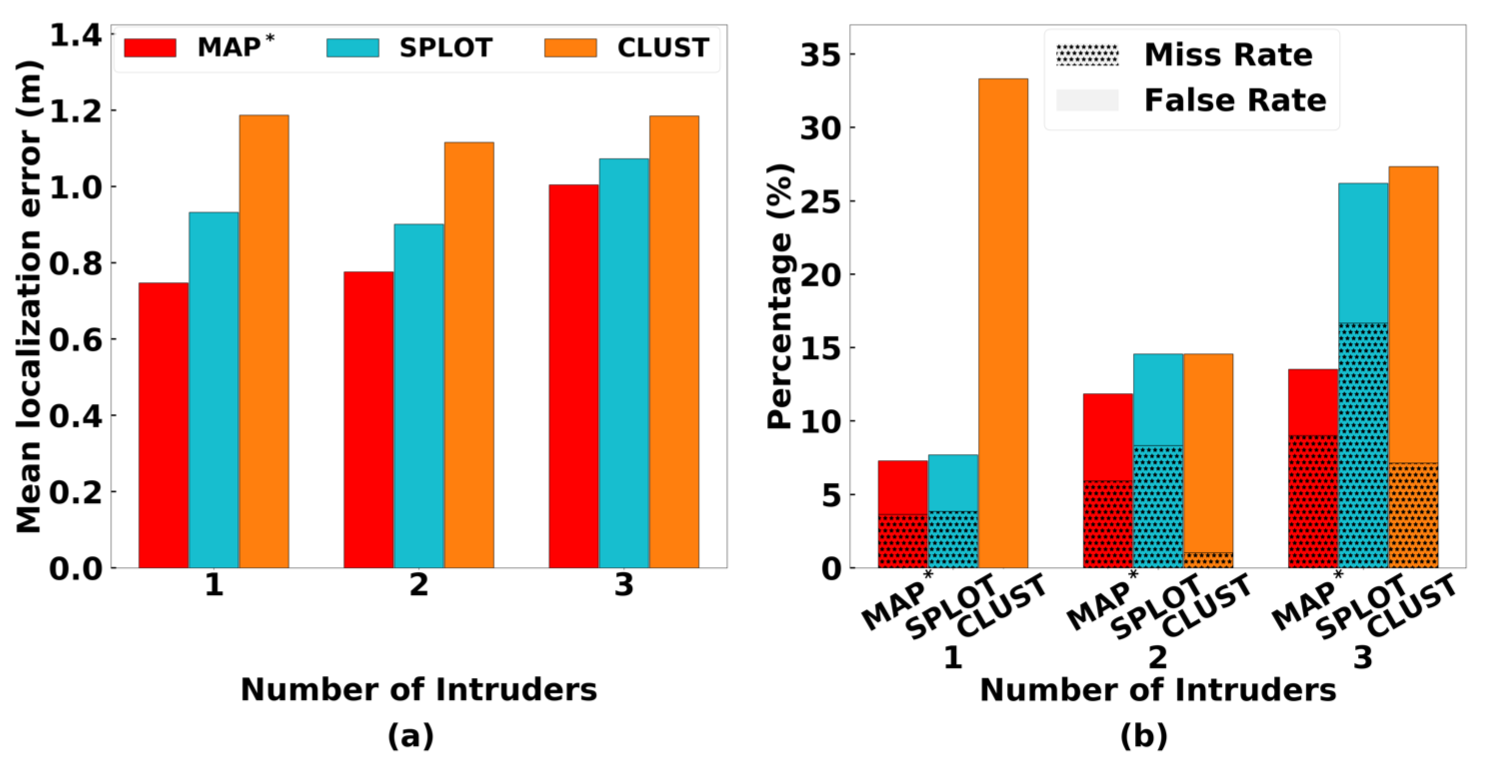 Mean localization error (m)
1.4
1.2
1.0
0.8
0.6
0.4
0.2
0.0
MAP* SPLOT CLUST
1 2 3
Number of Intruders
(a)
Percentage (%)
35
30
25
20
15
10
5
0
Miss Rate
False Rate
MAP* SPLOT CLUST MAP* SPLOT CLUST MAP* SPLOT CLUST
1 2 3
Number of Intruders
(b)